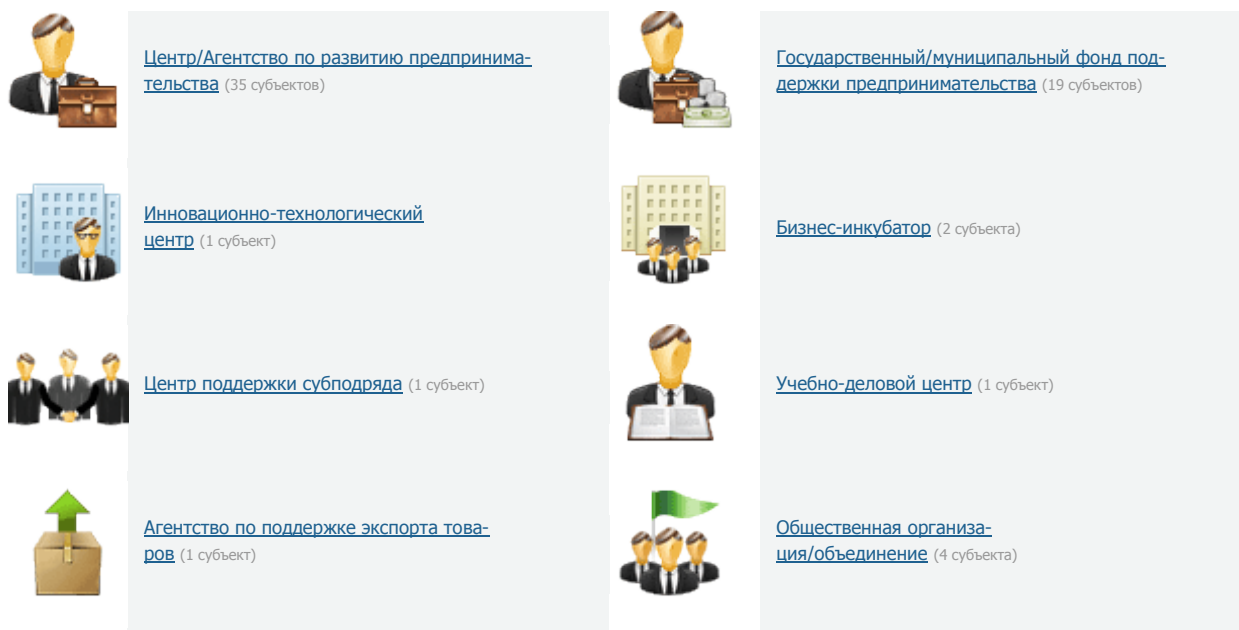 Центр/Агентство по развитию предпринима-
тельства (35 субъектов)
Государственный/муниципальный фонд под-
держки предпринимательства (19 субъектов)
Инновационно-технологический
центр (1 субъект)
Бизнес-инкубатор (2 субъекта)
Центр поддержки субподряда (1 субъект)
Учебно-деловой центр (1 субъект)
Агентство по поддержке экспорта това-
ров (1 субъект)
Общественная организа-
ция/объединение (4 субъекта)